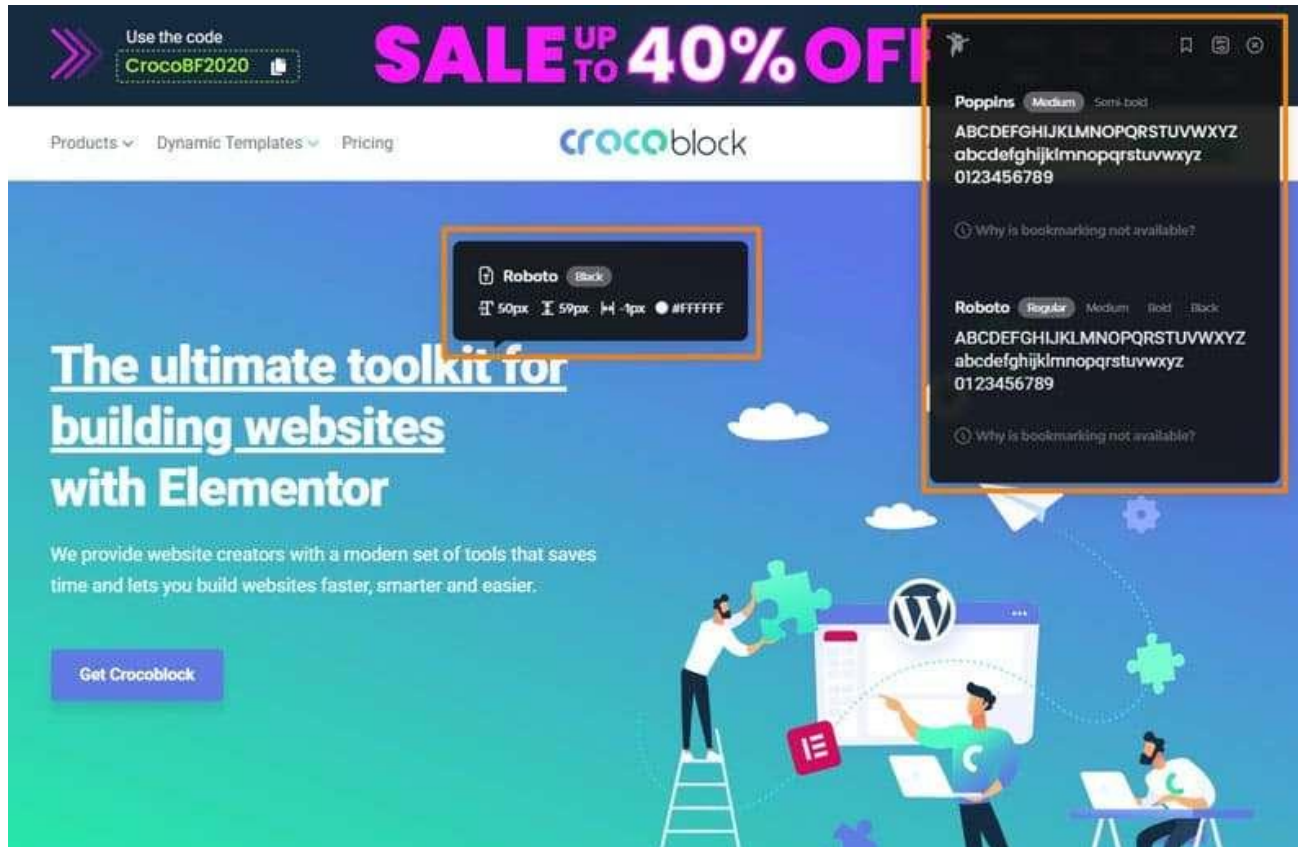 Use the code
CrocoBF2020
SALE UP TO 40% OFF
Products
Dynamic Templates
Pricing
crocoblock
Poppins Medium Semi-bold
ABCDEFGHIJKLMNOPQRSTUVWXYZ
abcdefghijklmnopqrstuvwxyz
0123456789
Why is bookmarking not available?
Roboto Regular Medium Bold Black
ABCDEFGHIJKLMNOPQRSTUVWXYZ
abcdefghijklmnopqrstuvwxyz
0123456789
Why is bookmarking not available?
Roboto Black
50px 59px -1px #FFFFFF
The ultimate toolkit for
building websites
with Elementor
We provide website creators with a modern set of tools that saves
time and lets you build websites faster, smarter and easier.
Get Crocoblock